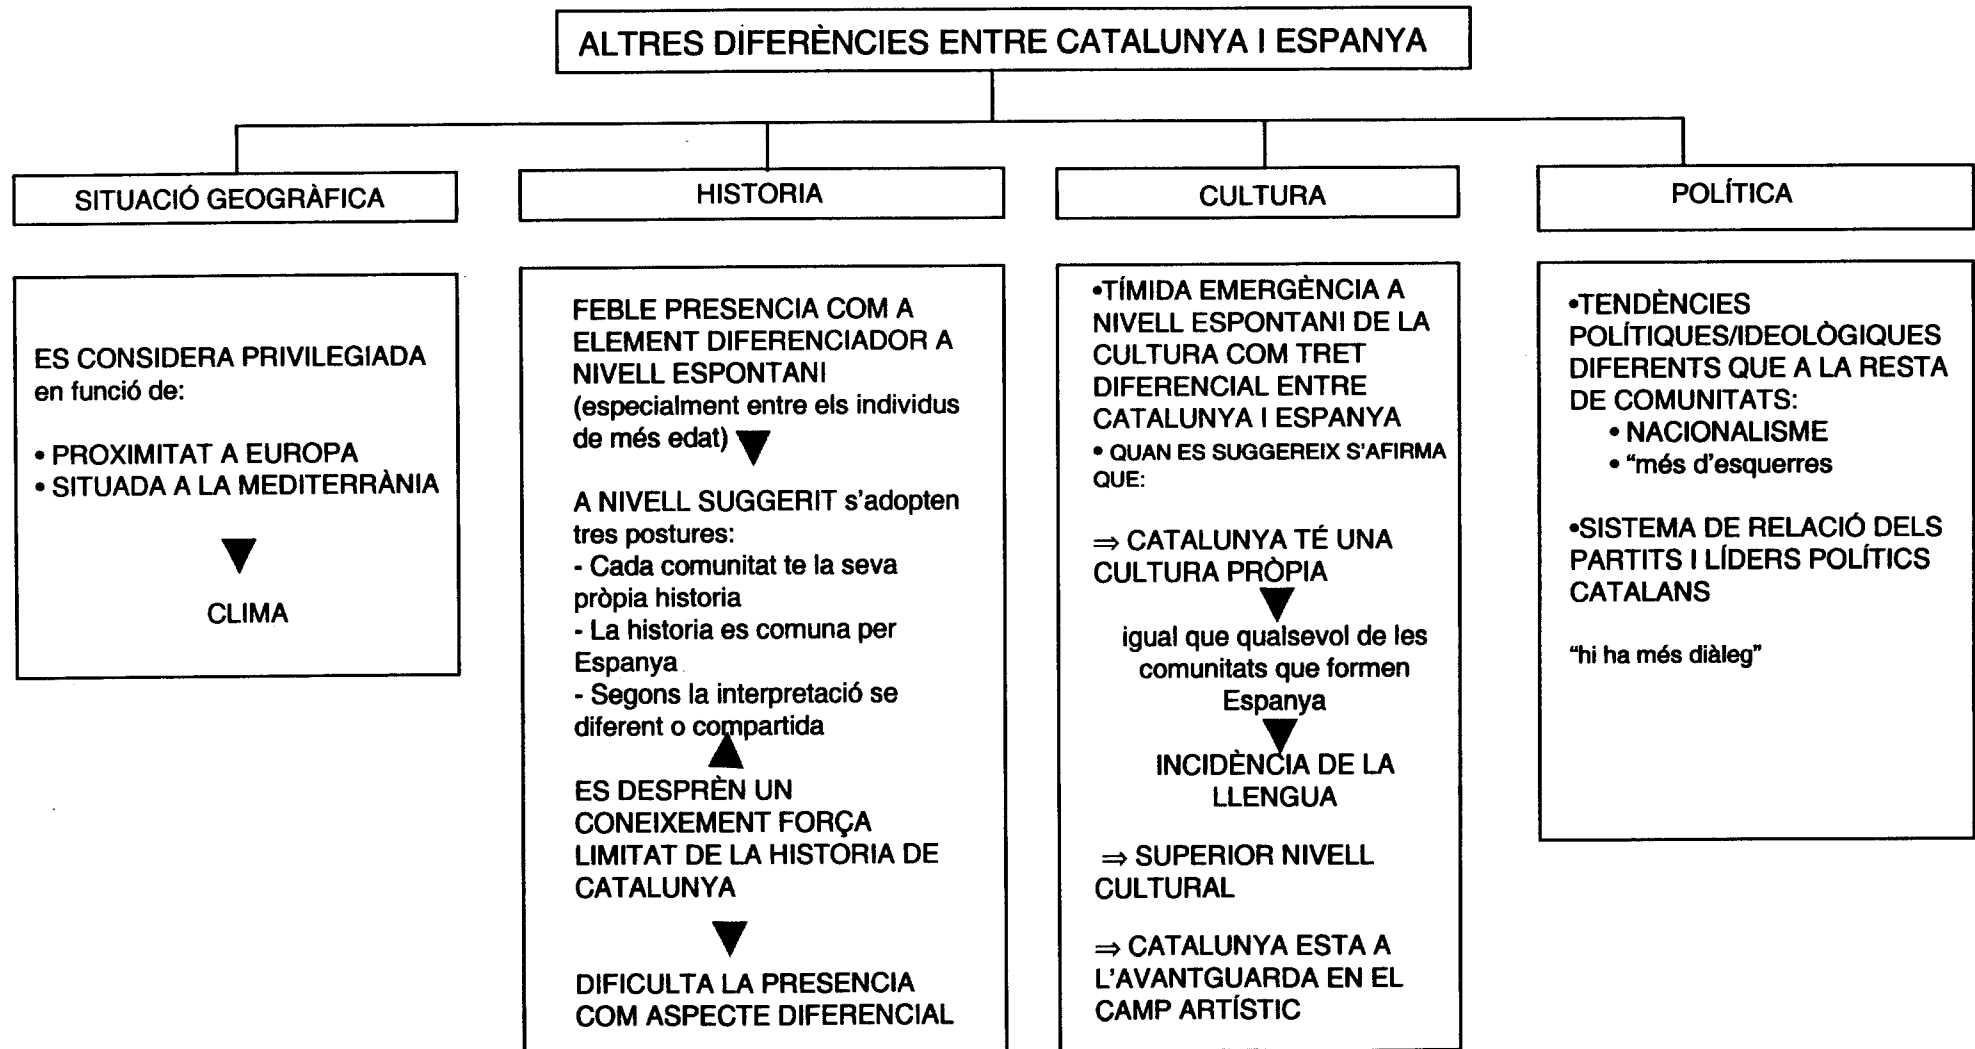 ALTRES DIFERÈNCIES ENTRE CATALUNYA I ESPANYA
SITUACIÓ GEOGRÀFICA
ES CONSIDERA PRIVILEGIADA
en funció de:
• PROXIMITAT A EUROPA
• SITUADA A LA MEDITERRÀNIA
CLIMA
HISTORIA
FEBLE PRESENCIA COM A
ELEMENT DIFERENCIADOR A
NIVELL ESPONTANI
(especialment entre els individus
de més edat)
A NIVELL SUGGERIT s'adopten
tres postures:
- Cada comunitat te la seva
pròpia historia
- La historia es comuna per
Espanya
- Segons la interpretació se
diferent o compartida
ES DESPRÈN UN
CONEIXEMENT FORÇA
LIMITAT DE LA HISTORIA DE
CATALUNYA
DIFICULTA LA PRESENCIA
COM ASPECTE DIFERENCIAL
CULTURA
•TÍMIDA EMERGÈNCIA A
NIVELL ESPONTANI DE LA
CULTURA COM TRET
DIFERENCIAL ENTRE
CATALUNYA I ESPANYA
• QUAN ES SUGGEREIX S'AFIRMA
QUE:
⇒ CATALUNYA TÉ UNA
CULTURA PRÒPIA
igual que qualsevol de les
comunitats que formen
Espanya
INCIDÈNCIA DE LA
LLENGUA
⇒ SUPERIOR NIVELL
CULTURAL
⇒ CATALUNYA ESTA A
L'AVANTGUARDA EN EL
CAMP ARTÍSTIC
POLÍTICA
•TENDÈNCIES
POLÍTIQUES/IDEOLÒGIQUES
DIFERENTS QUE A LA RESTA
DE COMUNITATS:
• NACIONALISME
• “més d'esquerres
•SISTEMA DE RELACIÓ DELS
PARTITS I LÍDERS POLÍTICS
CATALANS
“hi ha més diàleg”